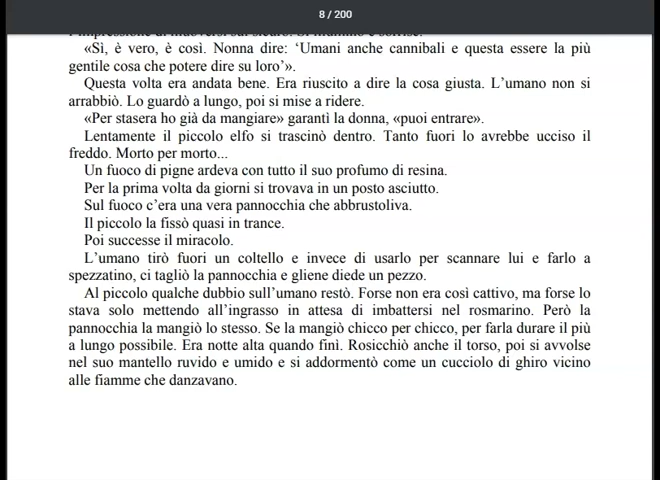 8 / 200
«Sì, è vero, è così. Nonna dire: ‘Umani anche cannibali e questa essere la più
gentile cosa che potere dire su loro’».
Questa volta era andata bene. Era riuscito a dire la cosa giusta. L’umano non si
arrabbiò. Lo guardò a lungo, poi si mise a ridere.
«Per stasera ho già da mangiare» garantì la donna, «puoi entrare».
Lentamente il piccolo elfo si trascinò dentro. Tanto fuori lo avrebbe ucciso il
freddo. Morto per morto...
Un fuoco di pigne ardeva con tutto il suo profumo di resina.
Per la prima volta da giorni si trovava in un posto asciutto.
Sul fuoco c’era una vera pannocchia che abbrustoliva.
Il piccolo la fissò quasi in trance.
Poi successe il miracolo.
L’umano tirò fuori un coltello e invece di usarlo per scannare lui e farlo a
spezzatino, ci tagliò la pannocchia e gliene diede un pezzo.
Al piccolo qualche dubbio sull’umano restò. Forse non era così cattivo, ma forse lo
stava solo mettendo all’ingrasso in attesa di imbattersi nel rosmarino. Però la
pannocchia la mangiò lo stesso. Se la mangiò chicco per chicco, per farla durare il più
a lungo possibile. Era notte alta quando finì. Rosicchiò anche il torso, poi si avvolse
nel suo mantello ruvido e umido e si addormentò come un cucciolo di ghiro vicino
alle fiamme che danzavano.